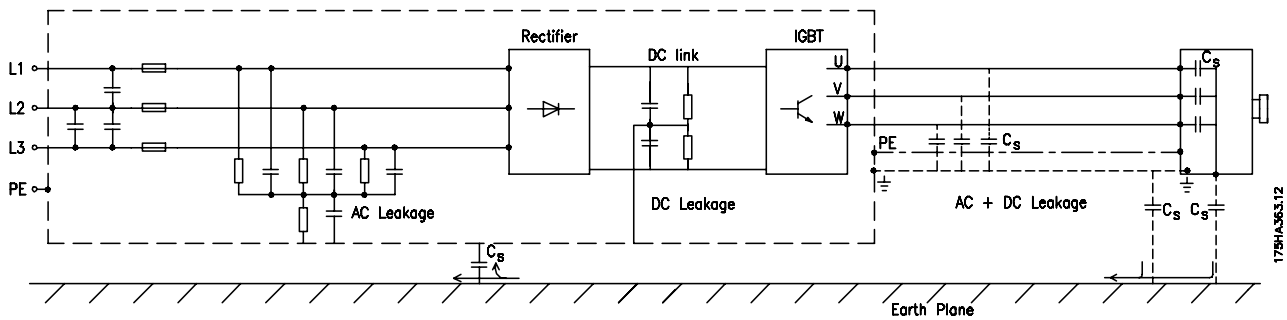 Rectifier
IGBT
DC link
L1
L2
L3
PE
U
V
W
PE
Cs
Cs
AC Leakage
DC Leakage
AC + DC Leakage
Cs
Cs
Cs
Earth Plane
175HA363.12